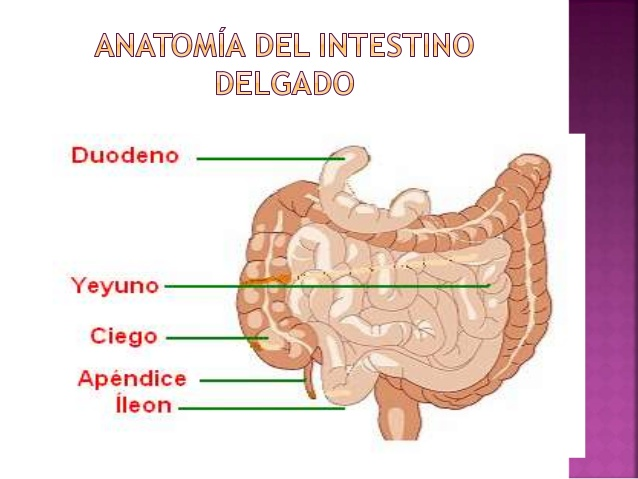 ANATOMÍA DEL INTESTINO
DELGADO
Duodeno
Yeyuno
Ciego
Apéndice
Íleon